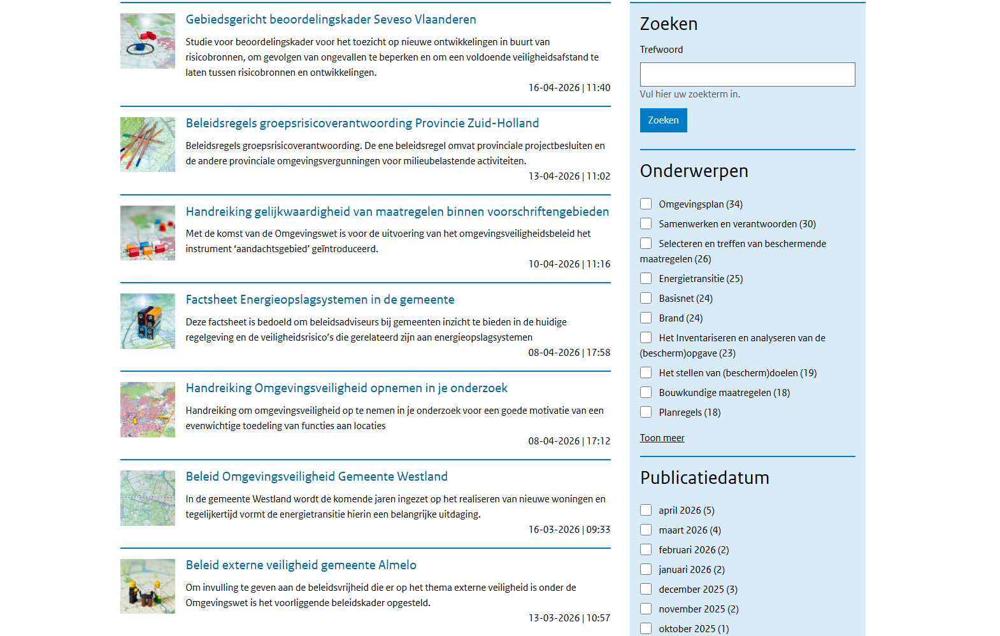 Gebiedsgericht beoordelingskader Seveso Vlaanderen
Studie voor beoordelingskader voor het toezicht op nieuwe ontwikkelingen in buurt van
risicobronnen, om gevolgen van ongevallen te beperken en om een voldoende veiligheidsafstand te
laten tussen risicobronnen en ontwikkelingen.
16-04-2026 | 11:40
Beleidsregels groepsrisicoverantwoording Provincie Zuid-Holland
Beleidsregels groepsrisicoverantwoording. De ene beleidsregel omvat provinciale projectbesluiten en
de andere provinciale omgevingsvergunningen voor milieubelastende activiteiten.
13-04-2026 | 11:02
Handreiking gelijkwaardigheid van maatregelen binnen voorschriftengebieden
Met de komst van de Omgevingswet is voor de uitvoering van het omgevingsveiligheidsbeleid het
instrument ‘aandachtsgebied’ geïntroduceerd.
10-04-2026 | 11:16
Factsheet Energieopslagsystemen in de gemeente
Deze factsheet is bedoeld om beleidsadviseurs bij gemeenten inzicht te bieden in de huidige
regelgeving en de veiligheidsrisico’s die gerelateerd zijn aan energieopslagsystemen
08-04-2026 | 17:58
Handreiking Omgevingsveiligheid opnemen in je onderzoek
Handreiking om omgevingsveiligheid op te nemen in je onderzoek voor een goede motivatie van een
evenwichtige toedeling van functies aan locaties
08-04-2026 | 17:12
Beleid Omgevingsveiligheid Gemeente Westland
In de gemeente Westland wordt de komende jaren ingezet op het realiseren van nieuwe woningen en
tegelijkertijd vormt de energietransitie hierin een belangrijke uitdaging.
16-03-2026 | 09:33
Beleid externe veiligheid gemeente Almelo
Om invulling te geven aan de beleidsvrijheid die er op het thema externe veiligheid is onder de
Omgevingswet is het voorliggende beleidskader opgesteld.
13-03-2026 | 10:57
Zoeken
Trefwoord
Vul hier uw zoekterm in.
Zoeken
Onderwerpen
Omgevingsplan (34)
Samenwerken en verantwoorden (30)
Selecteren en treffen van beschermende
maatregelen (26)
Energietransitie (25)
Basisnet (24)
Brand (24)
Het Inventariseren en analyseren van de
(bescherm)opgave (23)
Het stellen van (bescherm)doelen (19)
Bouwkundige maatregelen (18)
Planregels (18)
Toon meer
Publicatiedatum
april 2026 (5)
maart 2026 (4)
februari 2026 (2)
januari 2026 (2)
december 2025 (3)
november 2025 (2)
oktober 2025 (1)